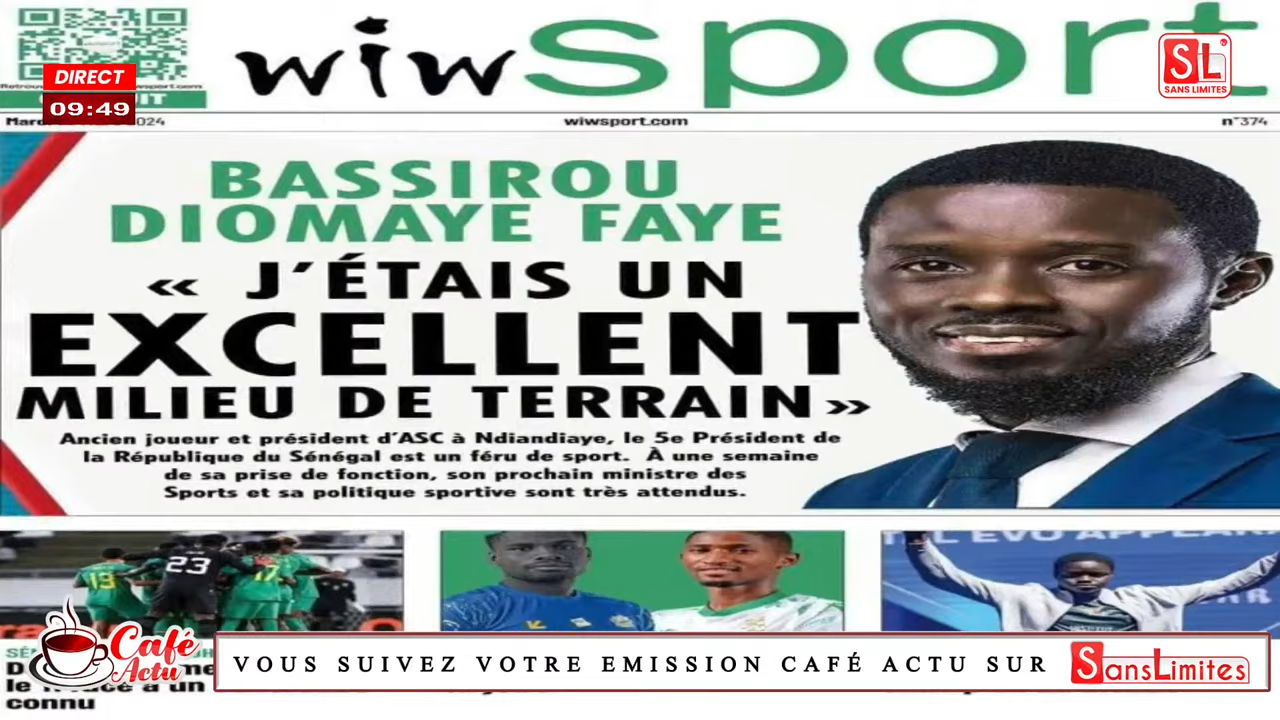 wiwsport
DIRECT
09:49
SL
SANS LIMITES
2024
wiwsport.com
n°374
BASSIROU
DIOMAYE FAYE
« J'ÉTAIS UN
EXCELLENT
MILIEU DE TERRAIN»
Ancien joueur et président d'ASC à Ndiandiaye, le 5e Président de
la République du Sénégal est un féru de sport. À une semaine
de sa prise de fonction, son prochain ministre des
Sports et sa politique sportive sont très attendus.
13
23
17
Café
Actu
VOUS SUIVEZ VOTRE EMISSION CAFÉ ACTU SUR
SansLimites
connu